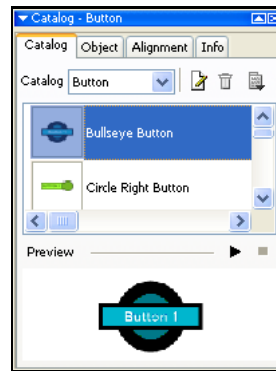 Catalog - Button
Catalog Object Alignment Info
Catalog Button
Bullseye Button
Circle Right Button
Preview
Button 1